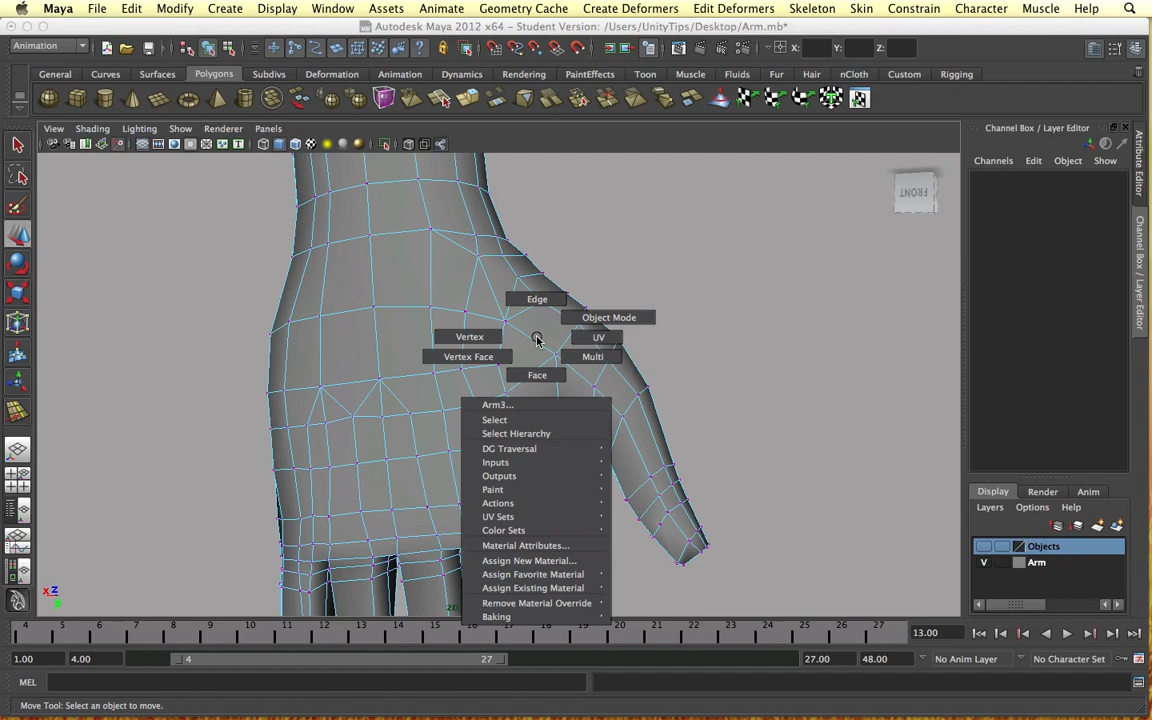 Maya File Edit Modify Create Display Window Assets Animate Geometry Cache Create Deformers Edit Deformers Skeleton Skin Constrain Character Muscle Help
Autodesk Maya 2012 x64 - Student Version: /Users/UnityTips/Desktop/Arm.mb*
Animation X: Y: Z:
General Curves Surfaces Polygons Subdivs Deformation Animation Dynamics Rendering PaintEffects Toon Muscle Fluids Fur Hair nCloth Custom Rigging
View Shading Lighting Show Renderer Panels
Channel Box / Layer Editor
Channels Edit Object Show
Attribute Editor
Channel Box / Layer Editor
FRONT
Edge
Object Mode
Vertex UV
Vertex Face Multi
Face
Arm3...
Select
Select Hierarchy
DG Traversal
Inputs
Outputs
Paint
Actions
UV Sets
Color Sets
Material Attributes...
Assign New Material...
Assign Favorite Material
Assign Existing Material
Remove Material Override
Baking
Display Render Anim
Layers Options Help
Objects
V Arm
x z
y
2D
4 5 6 7 8 9 10 11 12 13 14 15 16 17 18 19 20 21 22 23 24 25 26 27 13.00
1.00 4.00 4 27 27.00 48.00 No Anim Layer No Character Set
MEL
Move Tool: Select an object to move.